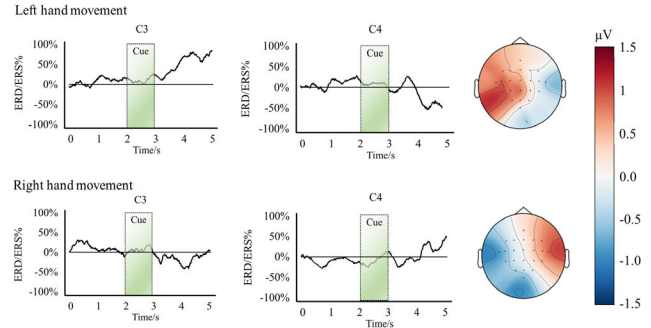 Left hand movement
C3
C4
μV
100%
50%
0%
-50%
-100%
ERD/ERS%
Cue
0 1 2 3 4 5
Time/s
100%
50%
0%
-50%
-100%
ERD/ERS%
Cue
0 1 2 3 4 5
Time/s
1.5
1
0.5
0.0
-0.5
-1.0
-1.5
Right hand movement
C3
C4
100%
50%
0%
-50%
-100%
ERD/ERS%
Cue
0 1 2 3 4 5
Time/s
100%
50%
0%
-50%
-100%
ERD/ERS%
Cue
0 1 2 3 4 5
Time/s